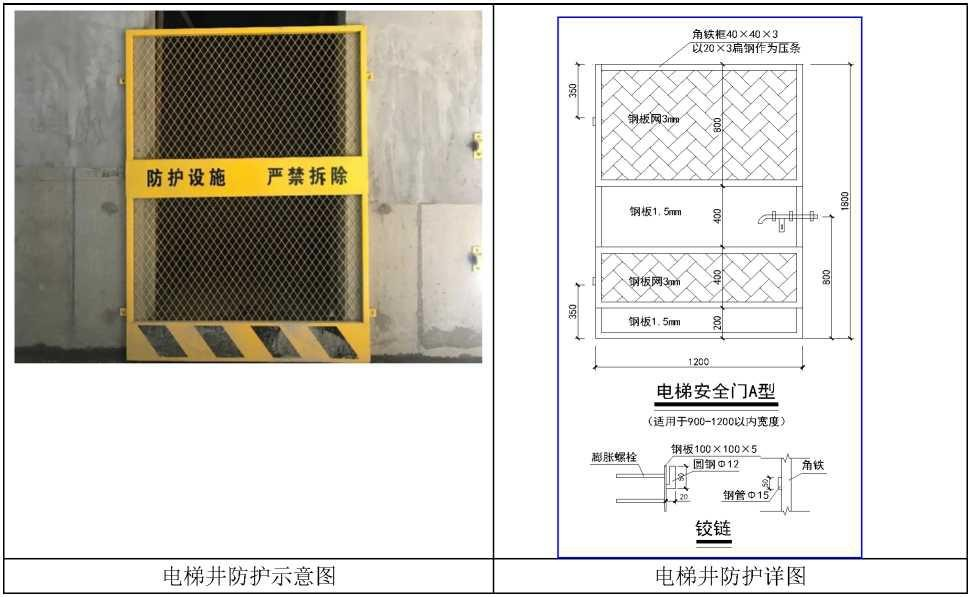 防护设施 严禁拆除
角铁框40×40×3
以20×3扁钢作为压条
350
钢板网3mm
800
钢板1.5mm
400
1800
800
钢板网3mm
400
350
钢板1.5mm
200
1200
电梯安全门A型
（适用于900-1200以内宽度）
钢板100×100×5
膨胀螺栓
圆钢Φ12
角铁
50
钢管Φ15
20
铰链
电梯井防护示意图
电梯井防护详图